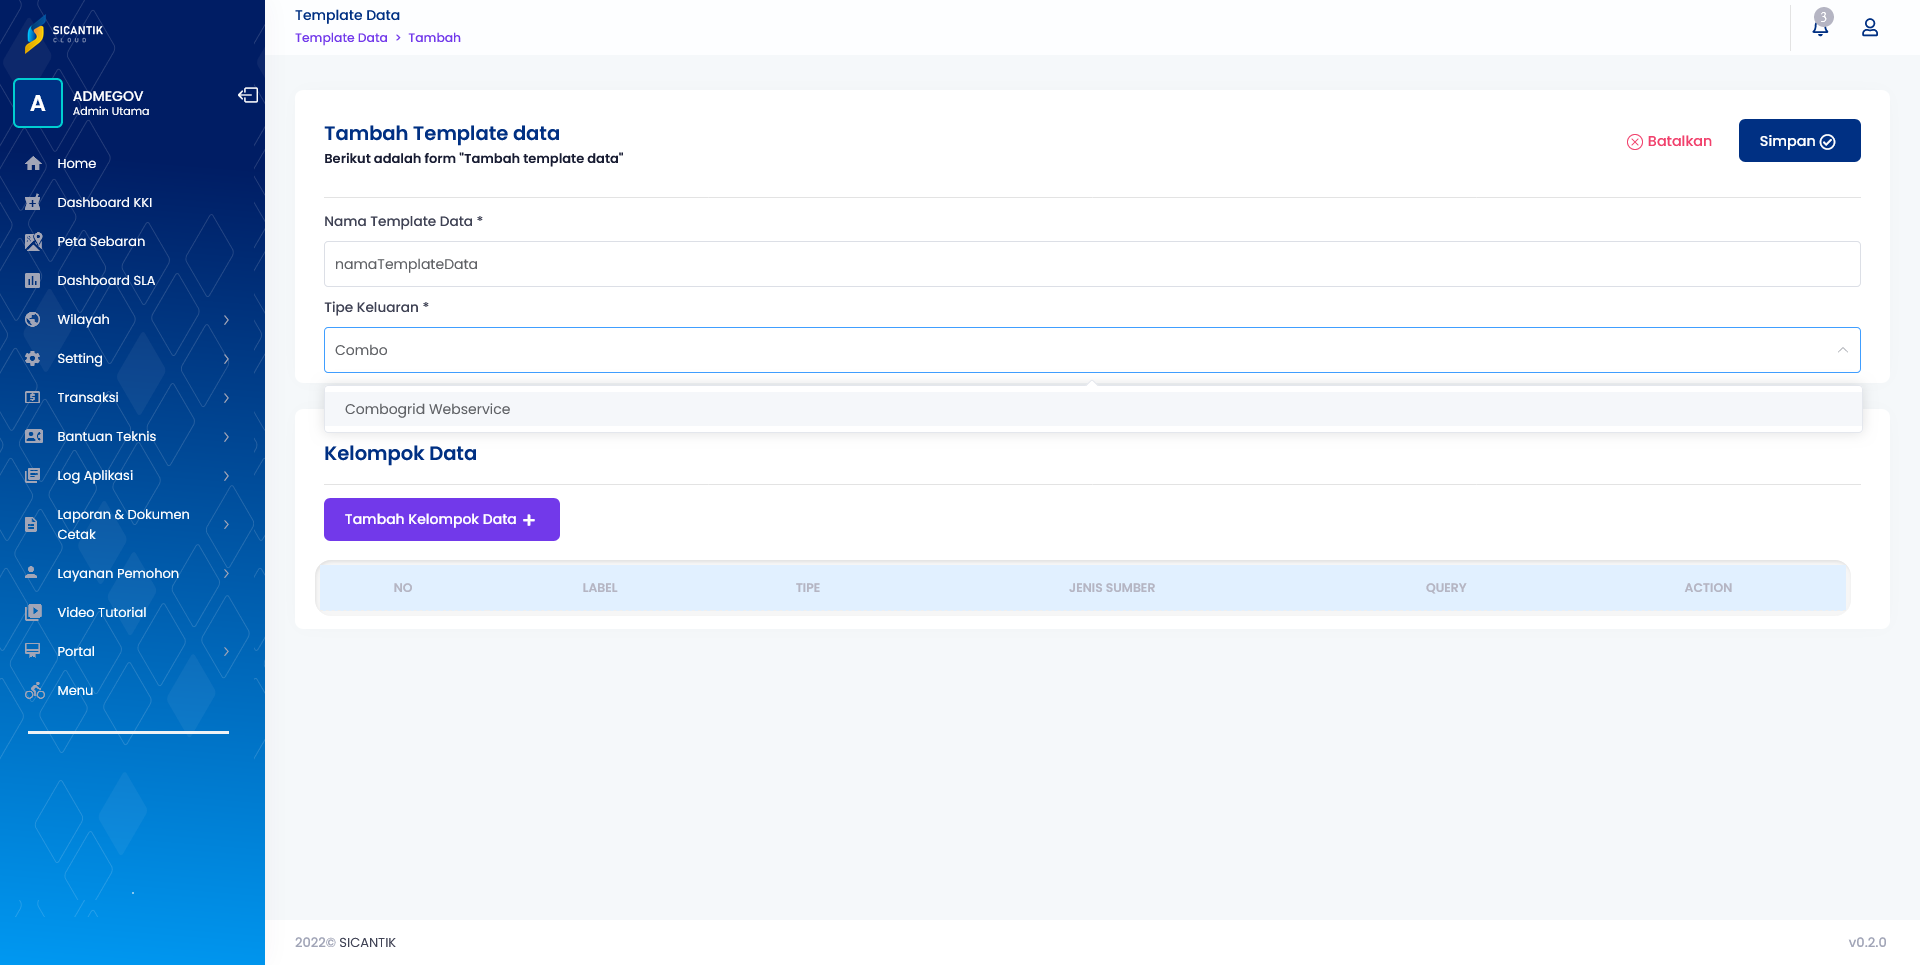 SICANTIK
CLOUD
A
ADMEGOV
Admin Utama
Home
Dashboard KKI
Peta Sebaran
Dashboard SLA
Wilayah
Setting
Transaksi
Bantuan Teknis
Log Aplikasi
Laporan & Dokumen
Cetak
Layanan Pemohon
Video Tutorial
Portal
Menu
Template Data
Template Data > Tambah
3
Tambah Template data
Berikut adalah form "Tambah template data"
Batalkan
Simpan
Nama Template Data *
namaTemplateData
Tipe Keluaran *
Combo
Combogrid Webservice
Kelompok Data
Tambah Kelompok Data +
NO LABEL TIPE JENIS SUMBER QUERY ACTION
2022© SICANTIK
v0.2.0